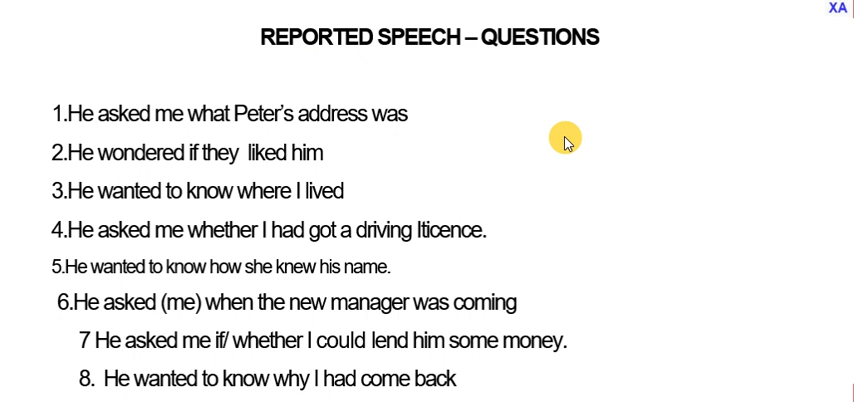 XA
REPORTED SPEECH – QUESTIONS
1.He asked me what Peter's address was
2.He wondered if they liked him
3.He wanted to know where I lived
4.He asked me whether I had got a driving lticence.
5.He wanted to know how she knew his name.
6.He asked (me) when the new manager was coming
7 He asked me if/ whether I could lend him some money.
8. He wanted to know why I had come back